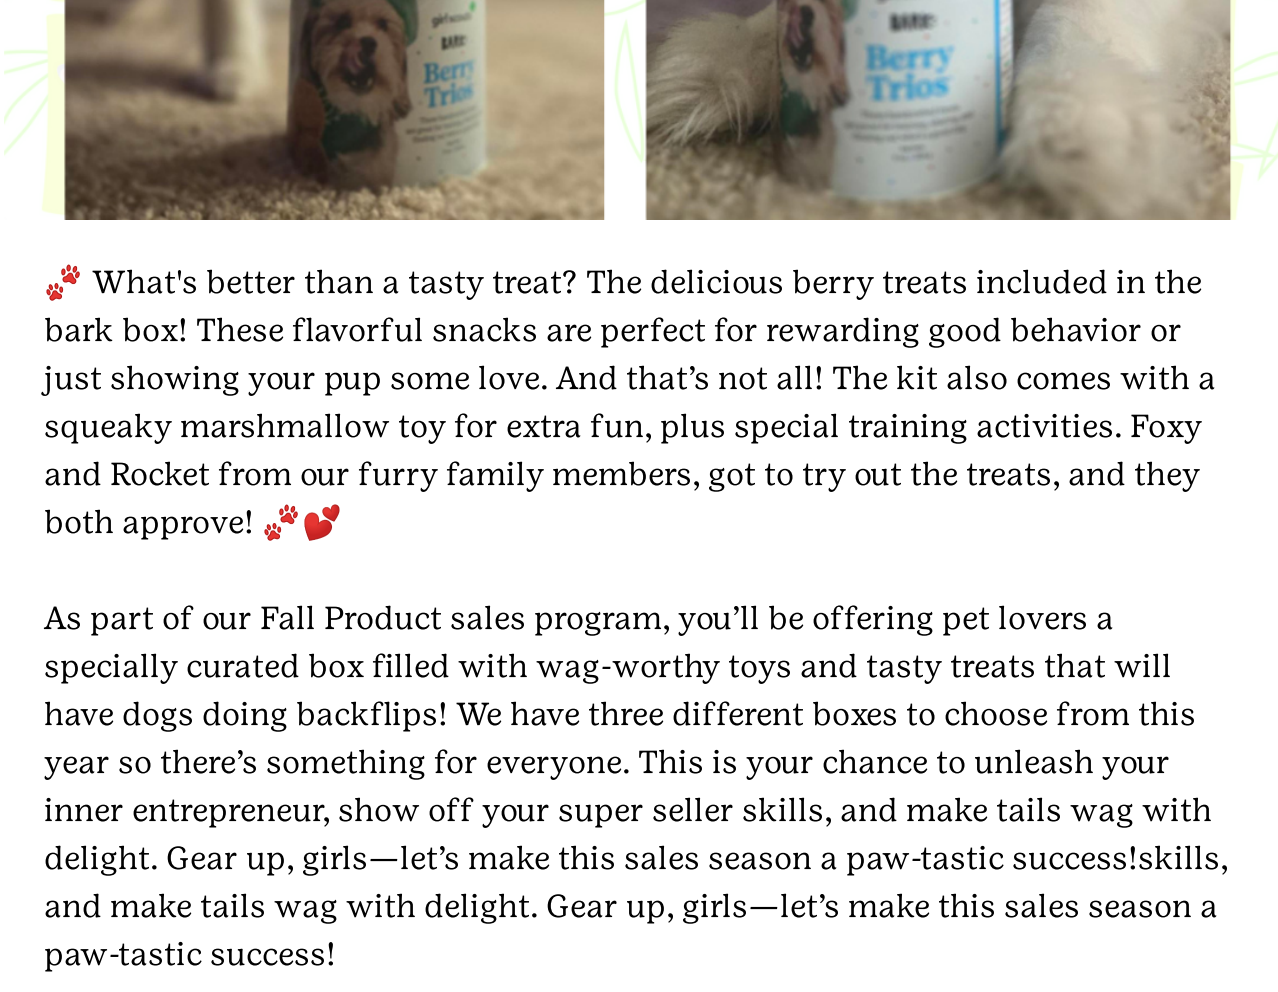 girl scouts
BARK
Berry
Trios
BARK
Berry
Trios
What's better than a tasty treat? The delicious berry treats included in the
bark box! These flavorful snacks are perfect for rewarding good behavior or
just showing your pup some love. And that’s not all! The kit also comes with a
squeaky marshmallow toy for extra fun, plus special training activities. Foxy
and Rocket from our furry family members, got to try out the treats, and they
both approve!
As part of our Fall Product sales program, you’ll be offering pet lovers a
specially curated box filled with wag-worthy toys and tasty treats that will
have dogs doing backflips! We have three different boxes to choose from this
year so there’s something for everyone. This is your chance to unleash your
inner entrepreneur, show off your super seller skills, and make tails wag with
delight. Gear up, girls—let’s make this sales season a paw-tastic success!skills,
and make tails wag with delight. Gear up, girls—let’s make this sales season a
paw-tastic success!